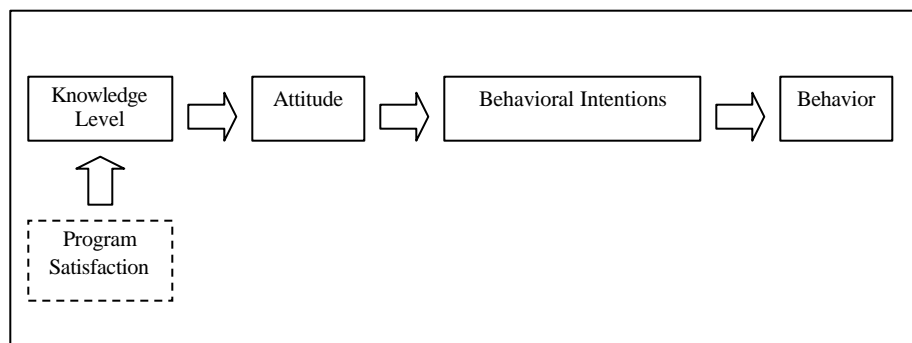 Knowledge
Level
Attitude
Behavioral Intentions
Behavior
Program
Satisfaction